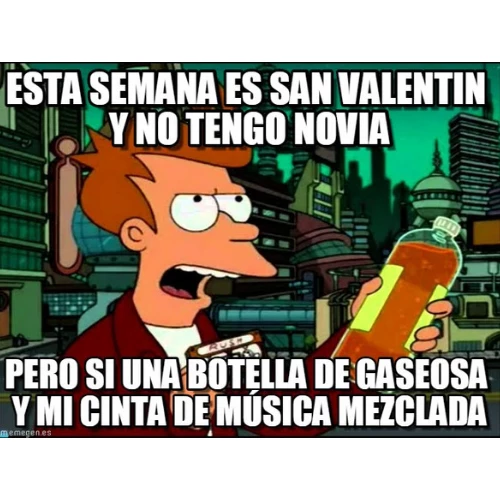 ESTA SEMANA ES SAN VALENTIN
Y NO TENGO NOVIA
RUSH
PERO SI UNA BOTELLA DE GASEOSA
Y MI CINTA DE MÚSICA MEZCLADA
memegen.es